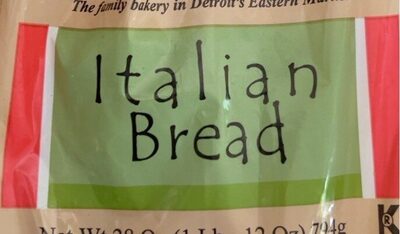 The family bakery in Detroit's Eastern
Italian
Bread
K
R
Net Wt 28 Oz (1 Lb. 12 Oz) 794g